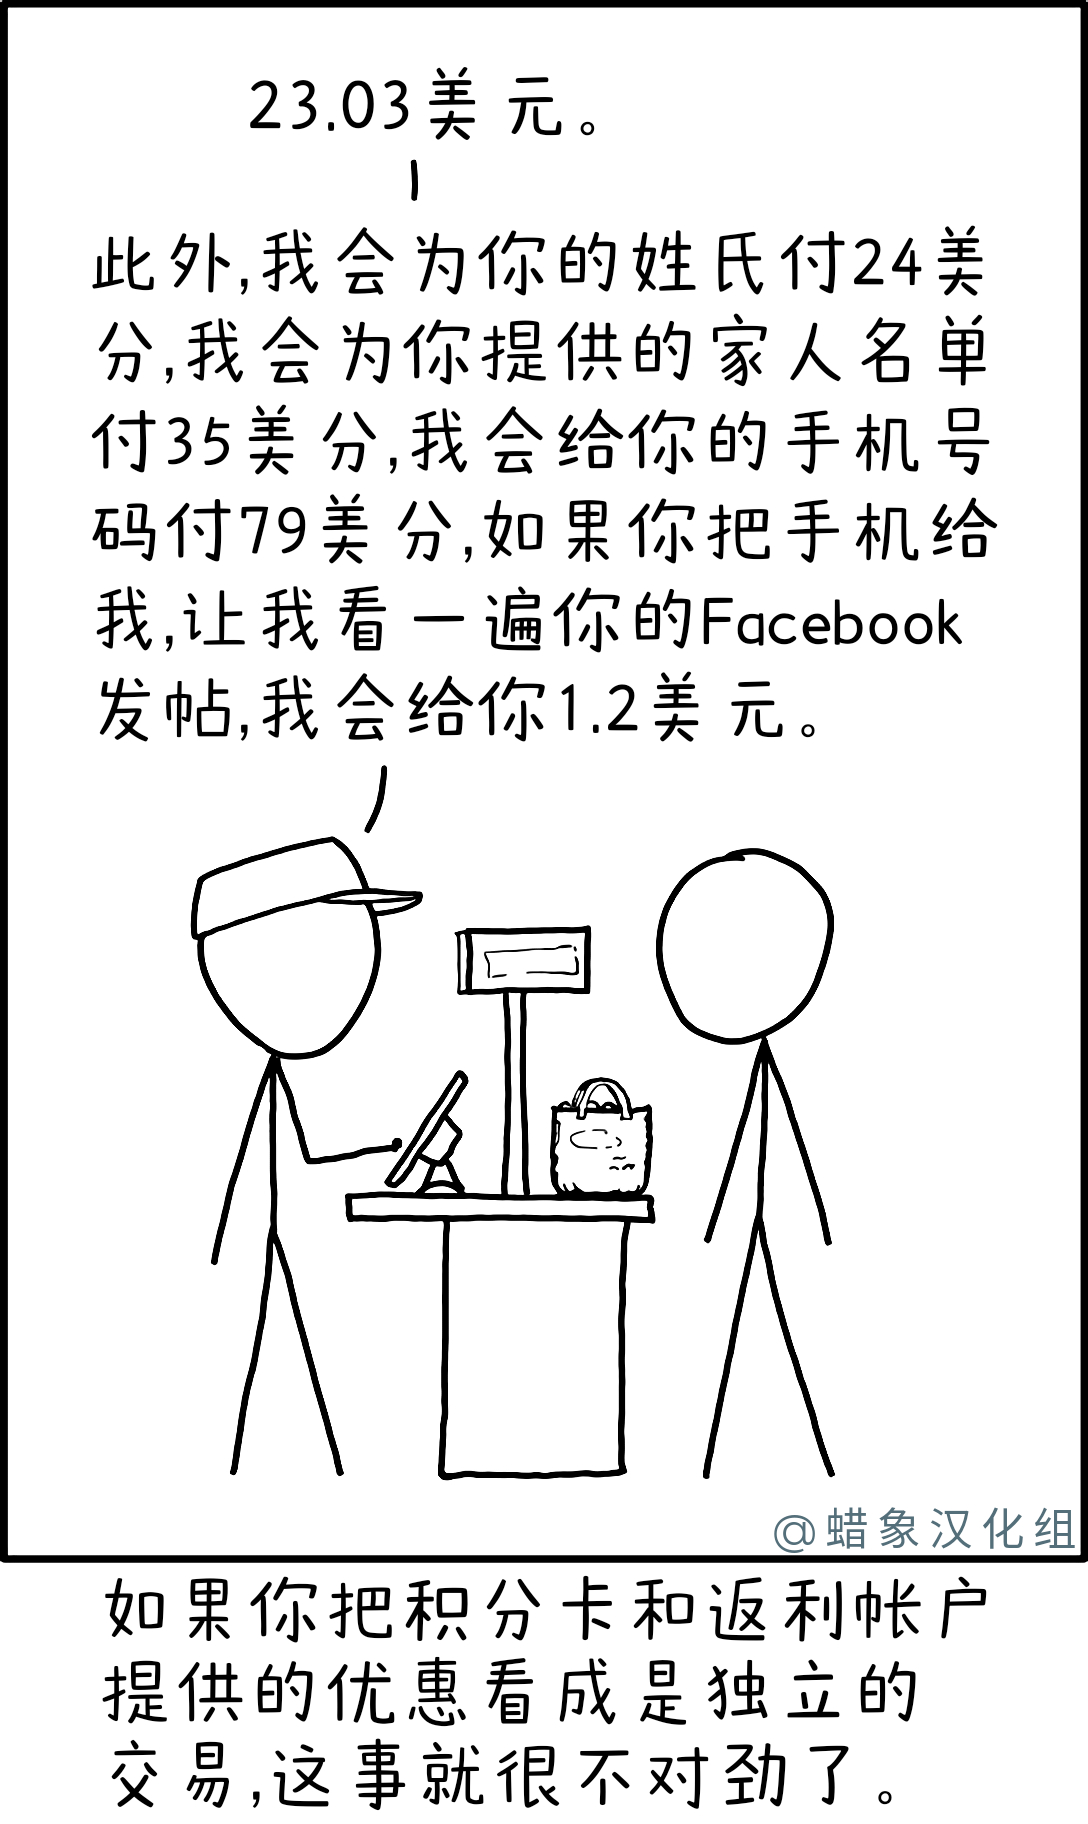 23.03美元。
此外,我会为你的姓氏付24美
分,我会为你提供的家人名单
付35美分,我会给你的手机号
码付79美分,如果你把手机给
我,让我看一遍你的Facebook
发帖,我会给你1.2美元。
@蜡象汉化组
如果你把积分卡和返利帐户
提供的优惠看成是独立的
交易,这事就很不对劲了。